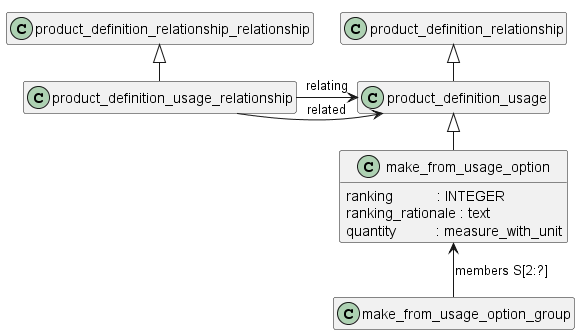 C product_definition_relationship_relationship
C product_definition_relationship
C product_definition_usage_relationship
relating
related
C product_definition_usage
C make_from_usage_option
ranking : INTEGER
ranking_rationale : text
quantity : measure_with_unit
members S[2:?]
C make_from_usage_option_group